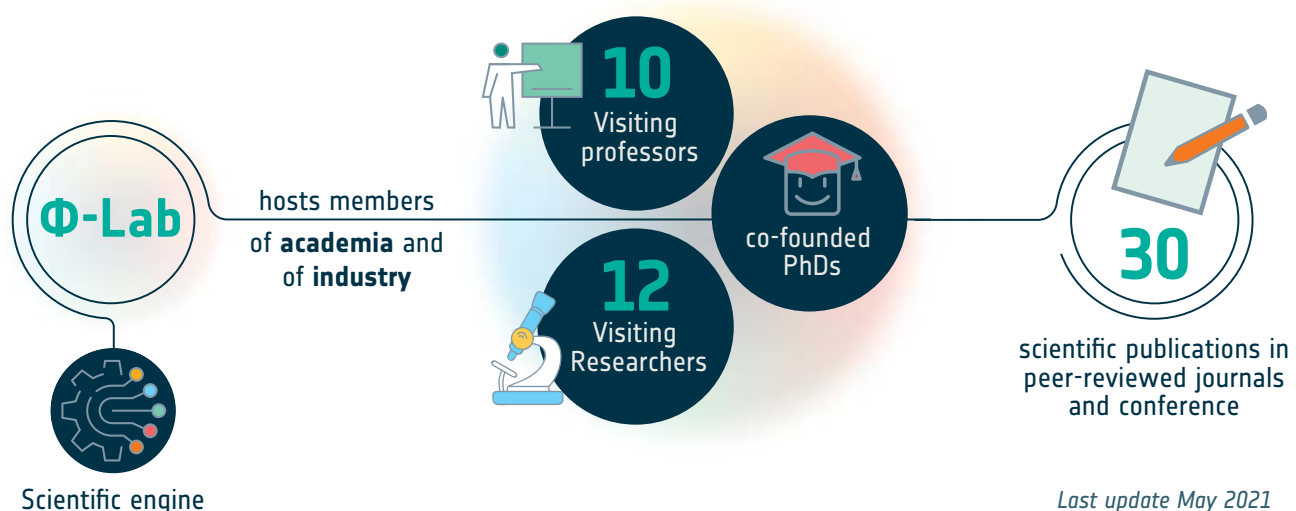 Φ-Lab
Scientific engine
hosts members
of academia and
of industry
10
Visiting
professors
12
Visiting
Researchers
co-founded
PhDs
30
scientific publications in
peer-reviewed journals
and conference
Last update May 2021